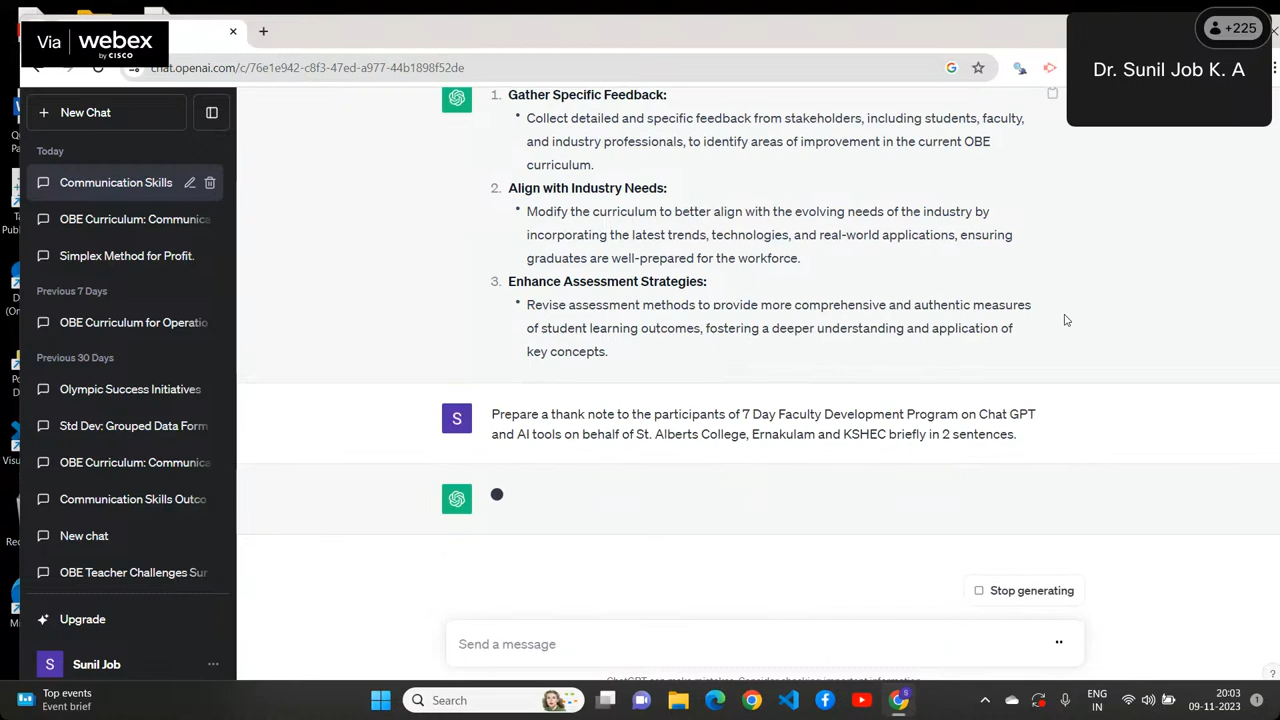 Via webex
by CISCO
+225
Dr. Sunil Job K. A
chat.openai.com/c/76e1e942-c8f3-47ed-a977-44b1898f52de
New Chat
Today
Communication Skills
OBE Curriculum: Communica
Simplex Method for Profit.
Previous 7 Days
OBE Curriculum for Operatio
Previous 30 Days
Olympic Success Initiatives
Std Dev: Grouped Data Form
OBE Curriculum: Communica
Communication Skills Outco
New chat
OBE Teacher Challenges Sur
Upgrade
S Sunil Job
1. Gather Specific Feedback:
• Collect detailed and specific feedback from stakeholders, including students, faculty,
and industry professionals, to identify areas of improvement in the current OBE
curriculum.
2. Align with Industry Needs:
• Modify the curriculum to better align with the evolving needs of the industry by
incorporating the latest trends, technologies, and real-world applications, ensuring
graduates are well-prepared for the workforce.
3. Enhance Assessment Strategies:
• Revise assessment methods to provide more comprehensive and authentic measures
of student learning outcomes, fostering a deeper understanding and application of
key concepts.
S
Prepare a thank note to the participants of 7 Day Faculty Development Program on Chat GPT
and AI tools on behalf of St. Alberts College, Ernakulam and KSHEC briefly in 2 sentences.
Stop generating
Send a message
ChatGPT can make mistakes. Consider checking important information.
?
Top events
Event brief
Search
ENG
IN
20:03
09-11-2023
1